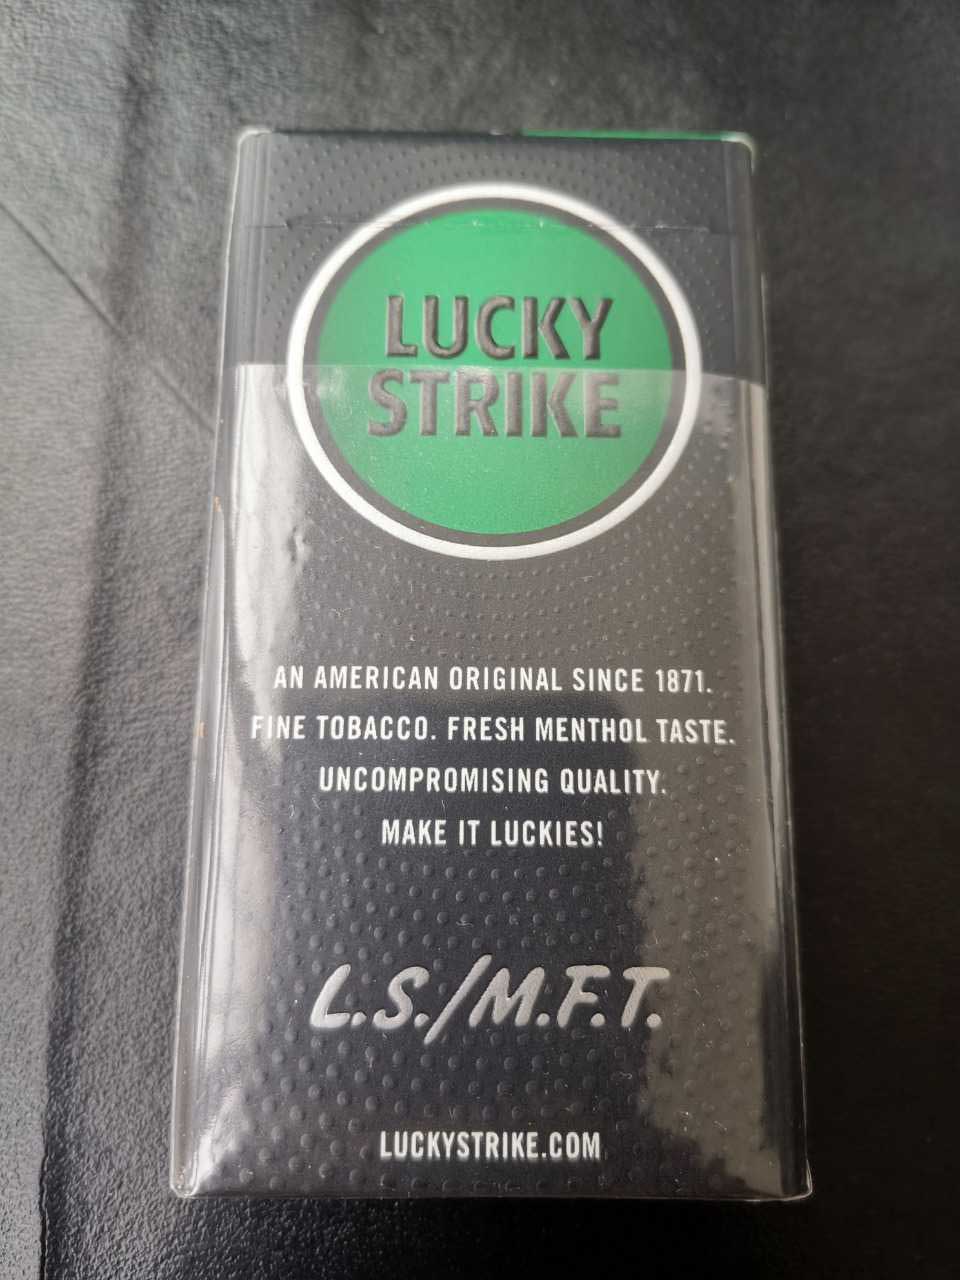 LUCKY
STRIKE
AN AMERICAN ORIGINAL SINCE 1871.
FINE TOBACCO. FRESH MENTHOL TASTE.
UNCOMPROMISING QUALITY.
MAKE IT LUCKIES!
L.S./M.F.T.
LUCKYSTRIKE.COM